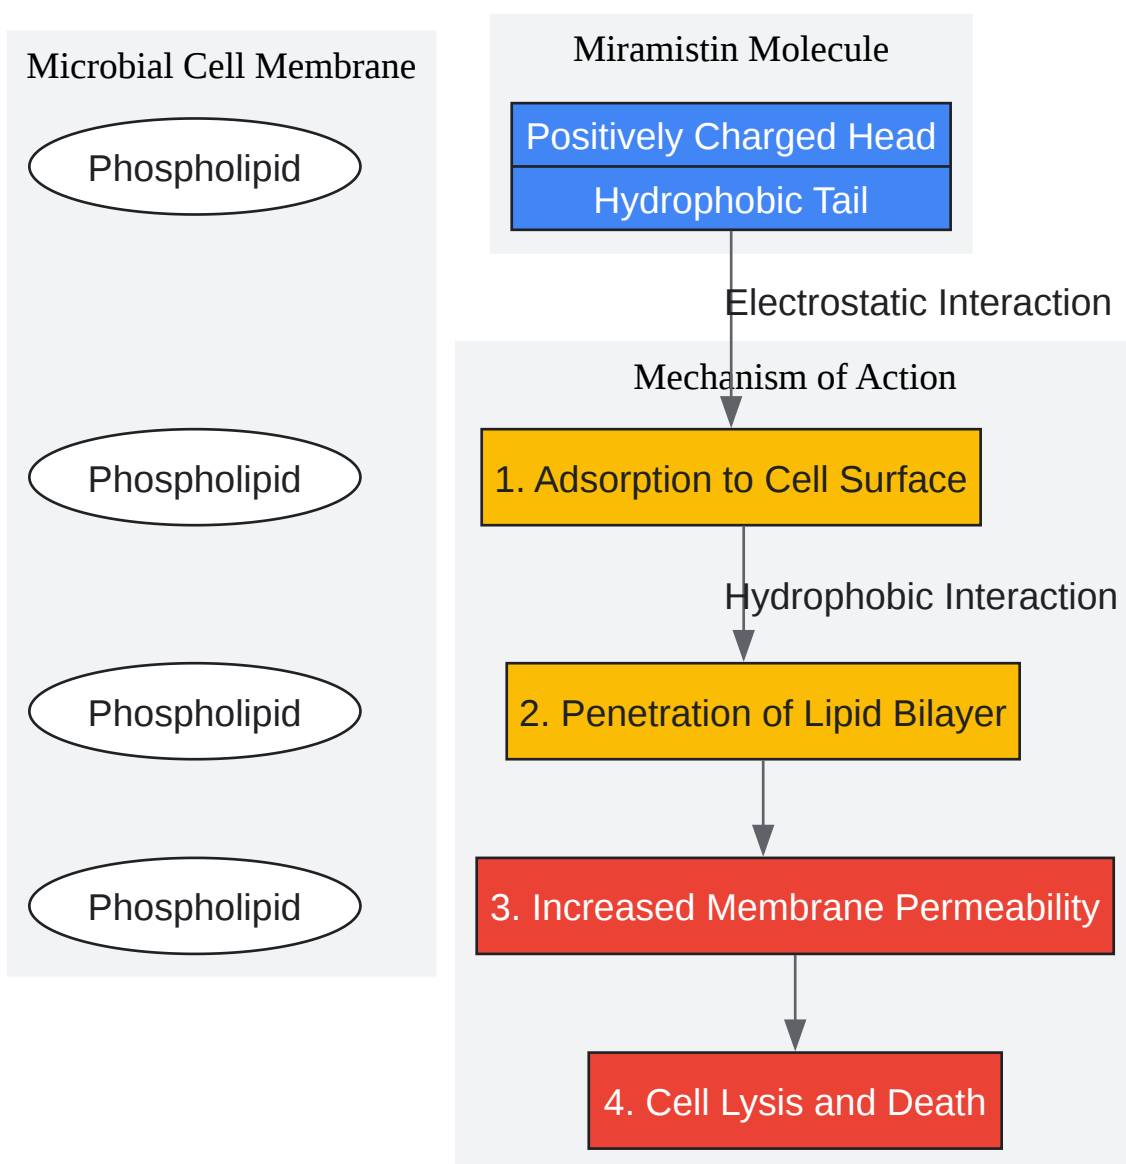 Microbial Cell Membrane
Phospholipid
Phospholipid
Phospholipid
Phospholipid
Miramistin Molecule
Positively Charged Head
Hydrophobic Tail
Electrostatic Interaction
Mechanism of Action
1. Adsorption to Cell Surface
Hydrophobic Interaction
2. Penetration of Lipid Bilayer
3. Increased Membrane Permeability
4. Cell Lysis and Death